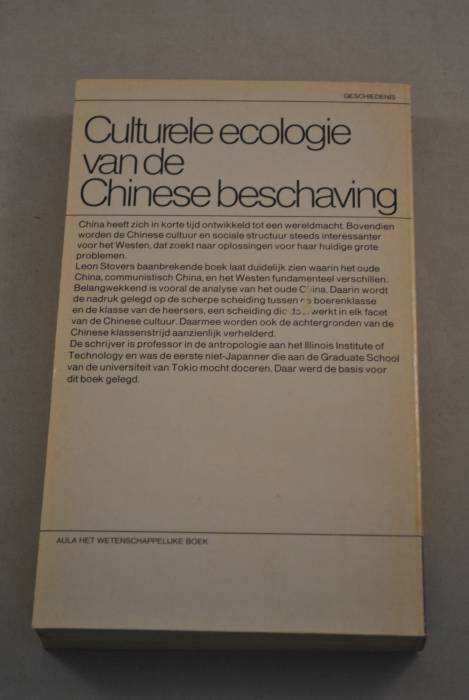 GESCHIEDENIS
Culturele ecologie
van de
Chinese beschaving
China heeft zich in korte tijd ontwikkeld tot een wereldmacht. Bovendien
worden de Chinese cultuur en sociale structuur steeds interessanter
voor het Westen, dat zoekt naar oplossingen voor haar huidige grote
problemen.
Leon Stovers baanbrekende boek laat duidelijk zien waarin het oude
China, communistisch China, en het Westen fundamenteel verschillen.
Belangwekkend is vooral de analyse van het oude China. Daarin wordt
de nadruk gelegd op de scherpe scheiding tussen boerenklasse
en de klasse van de heersers, een scheiding die werkt in elk facet
van de Chinese cultuur. Daarmee worden ook de achtergronden van de
Chinese klassenstrijd aanzienlijk verhelderd.
De schrijver is professor in de antropologie aan het Illinois Institute of
Technology en was de eerste niet-Japanner die aan de Graduate School
van de universiteit van Tokio mocht doceren. Daar werd de basis voor
dit boek gelegd.
AULA HET WETENSCHAPPELIJKE BOEK